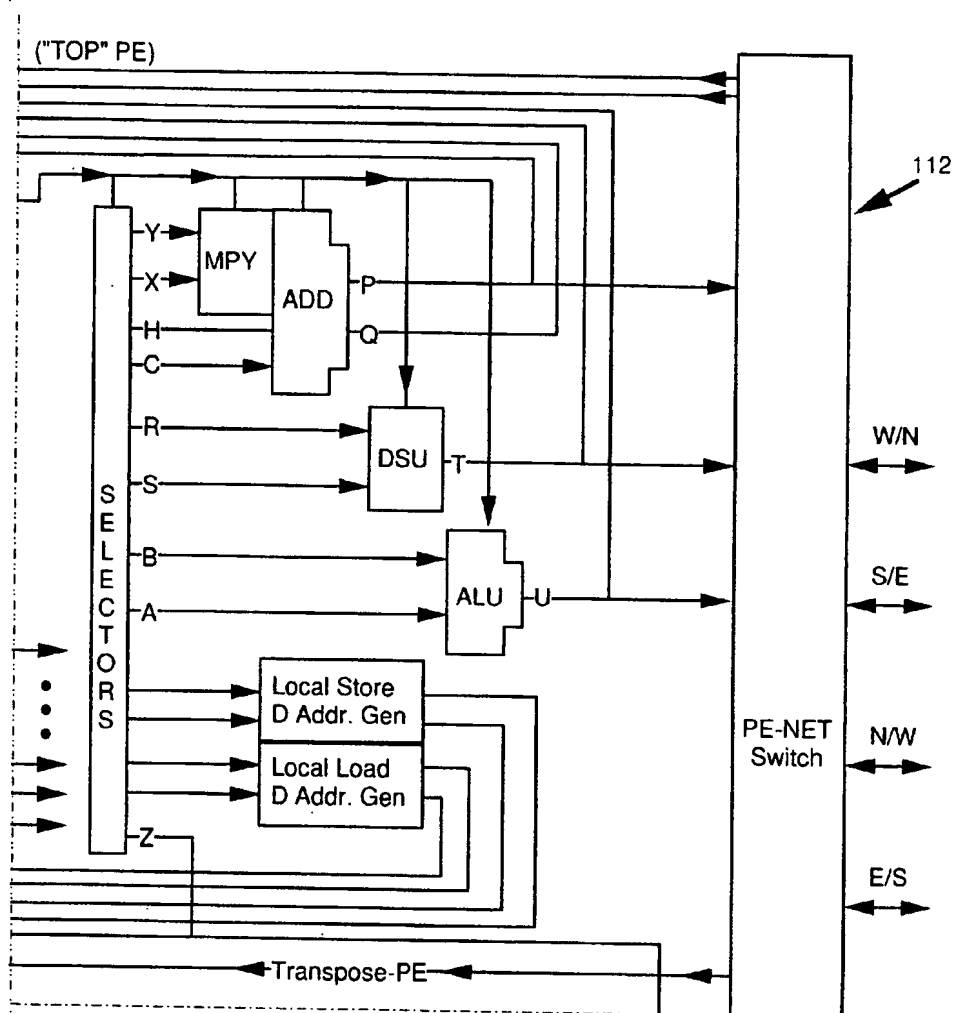 ("TOP" PE)
112
Y
MPY
X
ADD
P
H
Q
C
R
DSU
T
S
W/N
SELECTORS
B
ALU
U
S/E
A
Local Store
D Addr. Gen
Local Load
D Addr. Gen
PE-NET
Switch
N/W
Z
E/S
Transpose-PE